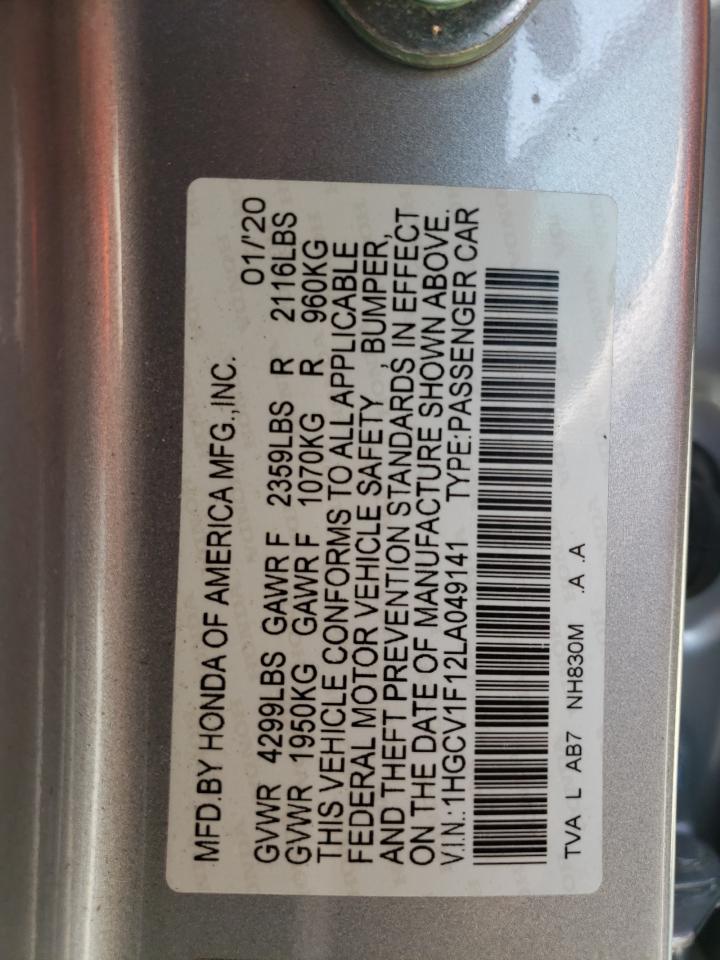 MFD.BY HONDA OF AMERICA MFG.,INC. 01/'20
GVWR 4299LBS GAWR F 2359LBS R 2116LBS
GVWR 1950KG GAWR F 1070KG R 960KG
THIS VEHICLE CONFORMS TO ALL APPLICABLE
FEDERAL MOTOR VEHICLE SAFETY , BUMPER,
AND THEFT PREVENTION STANDARDS IN EFFECT
ON THE DATE OF MANUFACTURE SHOWN ABOVE.
V.I.N.:1HGCV1F12LA049141 TYPE:PASSENGER CAR
TVA L AB7 NH830M .A .A